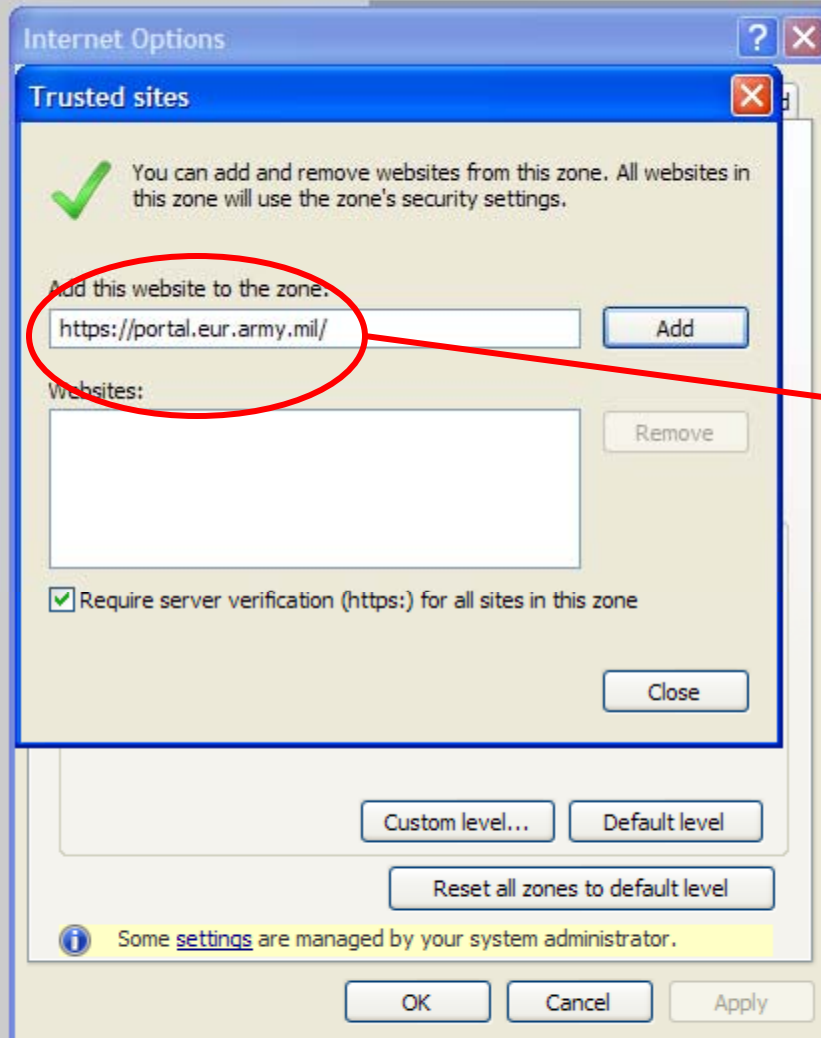 Internet Options
Trusted sites
You can add and remove websites from this zone. All websites in
this zone will use the zone's security settings.
Add this website to the zone:
https://portal.eur.army.mil/
Add
Websites:
Remove
Require server verification (https:) for all sites in this zone
Close
Custom level...
Default level
Reset all zones to default level
Some settings are managed by your system administrator.
OK
Cancel
Apply